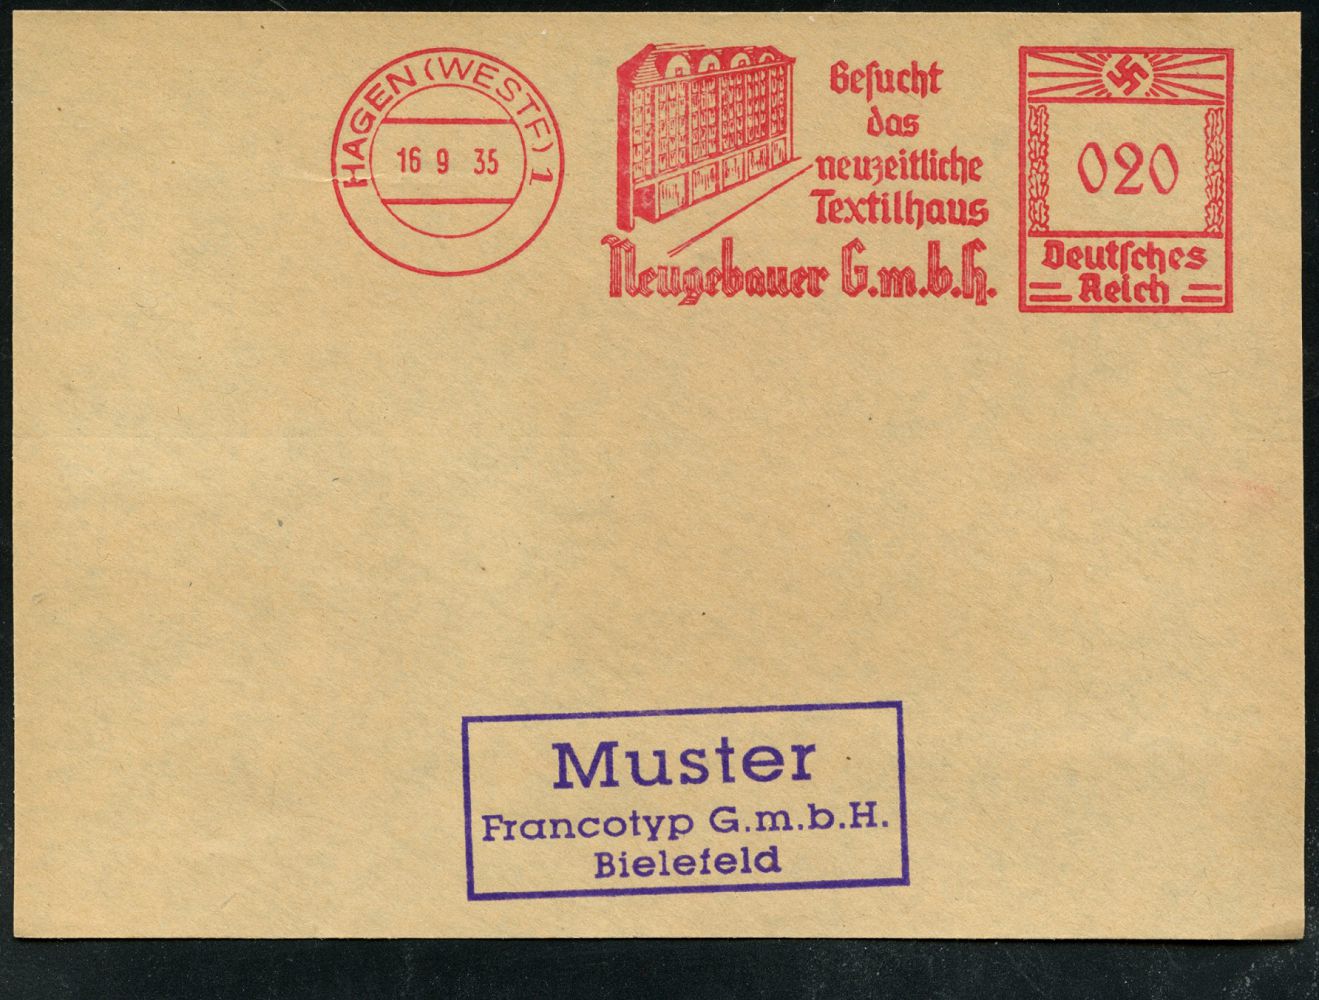 HAGEN (WESTF) 1
16 9 35
Besucht
das
neuzeitliche
Textilhaus
Neugebauer G.m.b.H.
020
Deutsches
Reich
Muster
Francotyp G.m.b.H.
Bielefeld